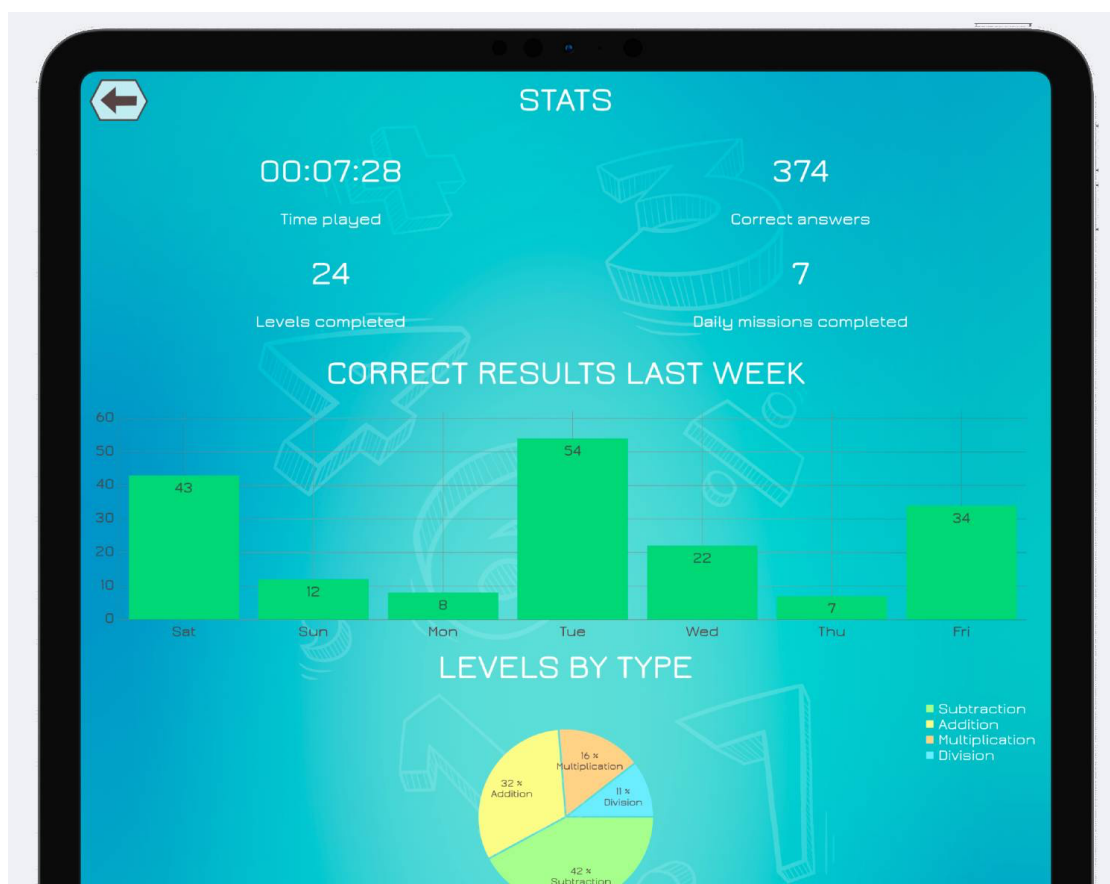 STATS
00:07:28
374
Time played
Correct answers
24
7
Levels completed
Daily missions completed
CORRECT RESULTS LAST WEEK
60
50
40
30
20
10
0
43
12
8
54
22
7
34
Sat Sun Mon Tue Wed Thu Fri
LEVELS BY TYPE
Subtraction
Addition
Multiplication
Division
16 %
Multiplication
32 %
Addition
11 %
Division
42 %
Subtraction